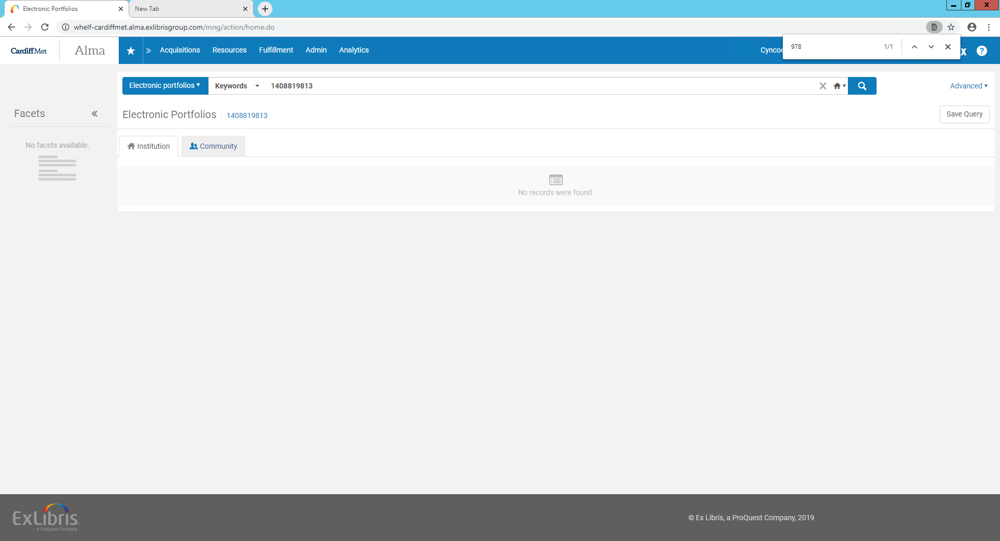 Electronic Portfolios
New Tab
whelf-cardiffmet.alma.exlibrisgroup.com/mng/action/home.do
978
1/1
CardiffMet
Alma
Acquisitions
Resources
Fulfillment
Admin
Analytics
Cyncoe
x
?
Electronic portfolios
Keywords
1408819813
Advanced
Facets
Electronic Portfolios
1408819813
Save Query
No facets available.
Institution
Community
No records were found.
ExLibris
a ProQuest Company
© Ex Libris, a ProQuest Company, 2019